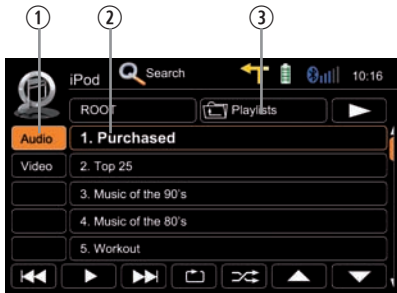 ① ② ③
iPod Search 10:16
ROOT Playlists
Audio 1. Purchased
Video 2. Top 25
3. Music of the 90's
4. Music of the 80's
5. Workout